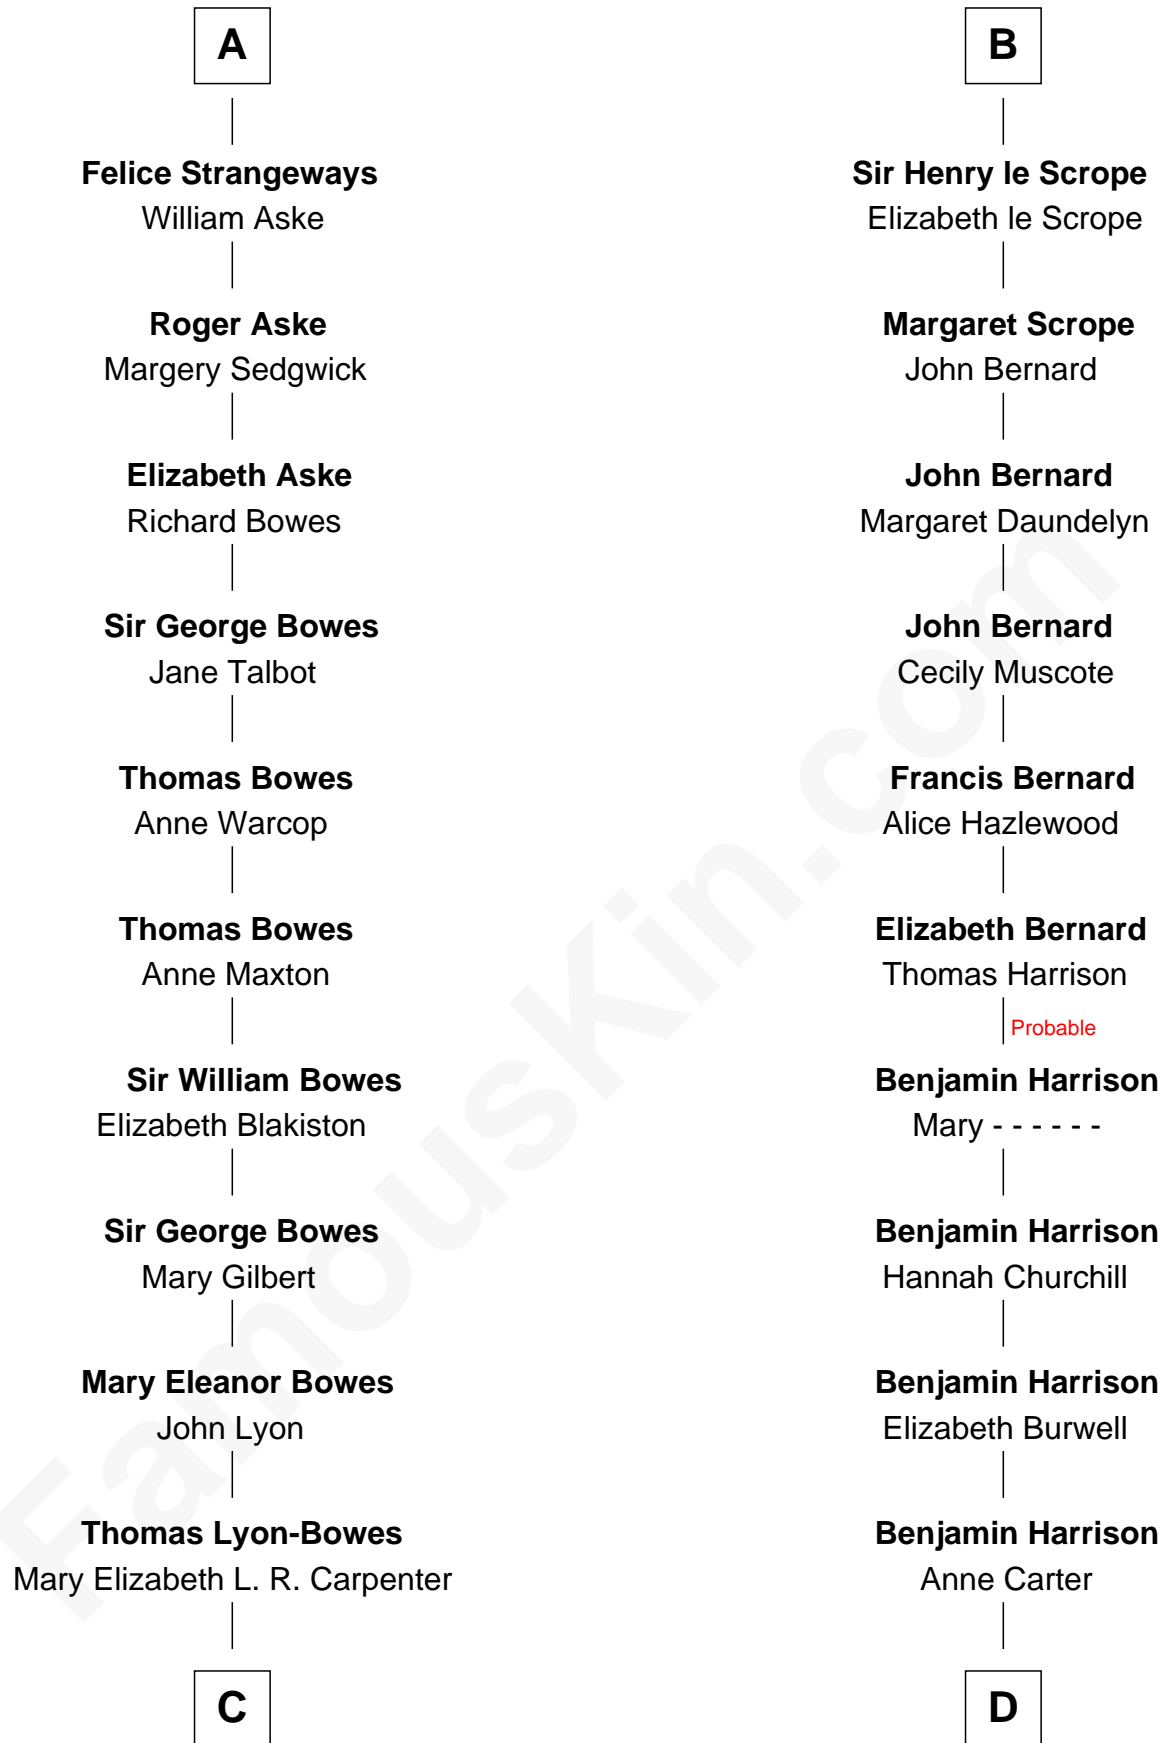 A
Felice Strangeways
William Aske
Roger Aske
Margery Sedgwick
Elizabeth Aske
Richard Bowes
Sir George Bowes
Jane Talbot
Thomas Bowes
Anne Warcop
Thomas Bowes
Anne Maxton
Sir William Bowes
Elizabeth Blakiston
Sir George Bowes
Mary Gilbert
Mary Eleanor Bowes
John Lyon
Thomas Lyon-Bowes
Mary Elizabeth L. R. Carpenter
C
B
Sir Henry le Scrope
Elizabeth le Scrope
Margaret Scrope
John Bernard
John Bernard
Margaret Daundelyn
John Bernard
Cecily Muscote
Francis Bernard
Alice Hazlewood
Elizabeth Bernard
Thomas Harrison
Probable
Benjamin Harrison
Mary - - - - - -
Benjamin Harrison
Hannah Churchill
Benjamin Harrison
Elizabeth Burwell
Benjamin Harrison
Anne Carter
D
FamousKin.com